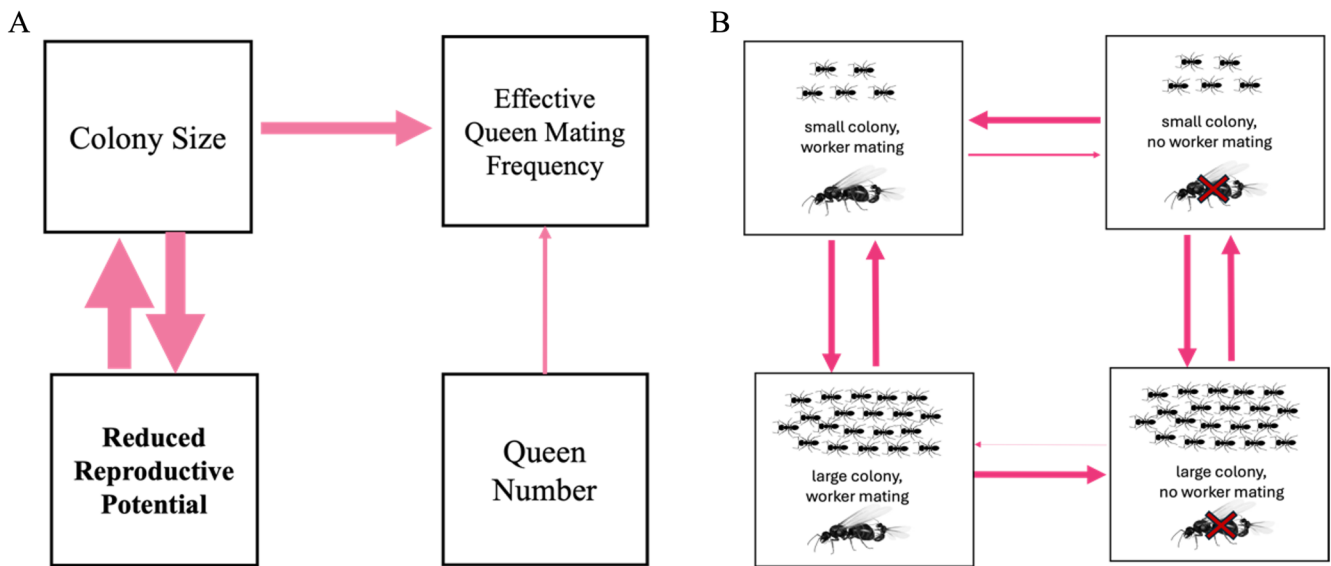 A
Colony Size
Effective
Queen Mating
Frequency
Reduced
Reproductive
Potential
Queen
Number
B
small colony,
worker mating
small colony,
no worker mating
large colony,
worker mating
large colony,
no worker mating